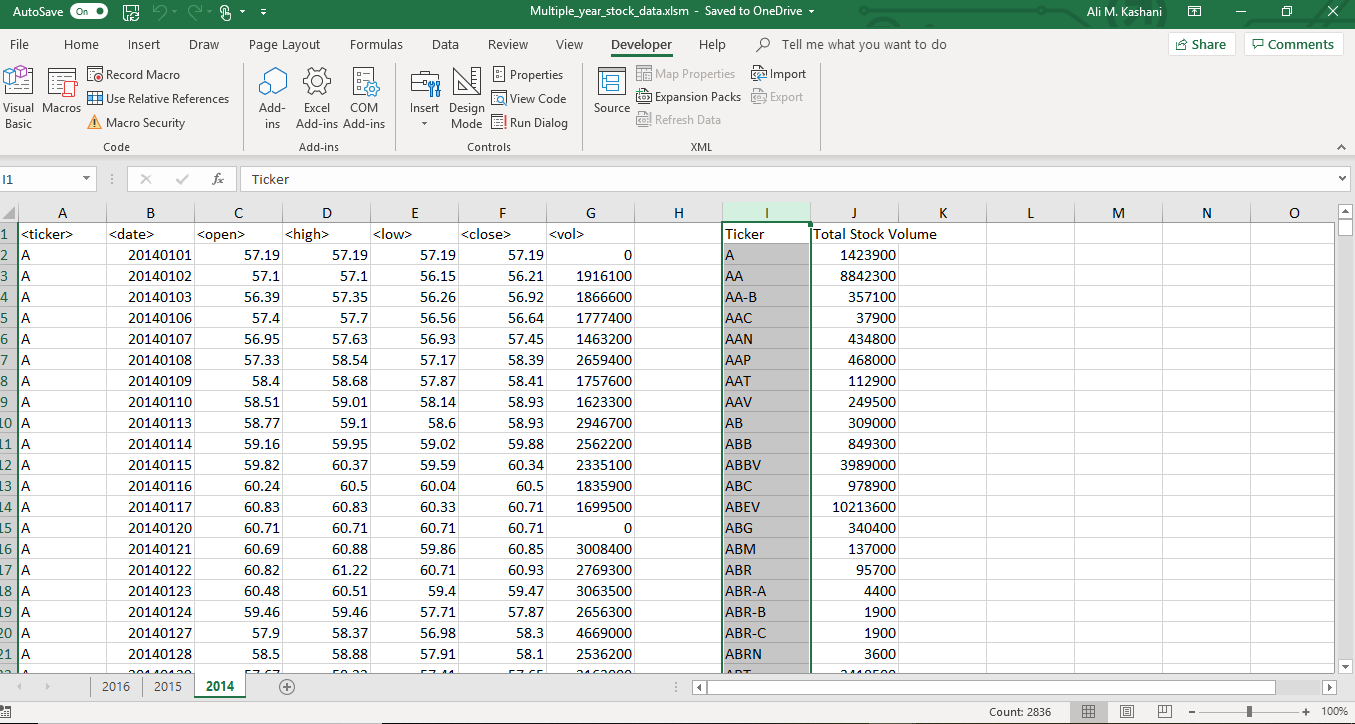 AutoSave On Multiple_year_stock_data.xlsm - Saved to OneDrive Ali M. Kashani
File Home Insert Draw Page Layout Formulas Data Review View Developer Help Tell me what you want to do Share Comments
Visual Basic
Macros
Record Macro
Use Relative References
Macro Security
Code
Add-ins
Excel Add-ins
COM Add-ins
Add-ins
Insert
Design Mode
Properties
View Code
Run Dialog
Controls
Source
Map Properties
Expansion Packs
Refresh Data
Import
Export
XML
I1 fx Ticker
A B C D E F G H I J K L M N O
1 <ticker> <date> <open> <high> <low> <close> <vol> Ticker Total Stock Volume
2 A 20140101 57.19 57.19 57.19 57.19 0 A 1423900
3 A 20140102 57.1 57.1 56.15 56.21 1916100 AA 8842300
4 A 20140103 56.39 57.35 56.26 56.92 1866600 AA-B 357100
5 A 20140106 57.4 57.7 56.56 56.64 1777400 AAC 37900
6 A 20140107 56.95 57.63 56.93 57.45 1463200 AAN 434800
7 A 20140108 57.33 58.54 57.17 58.39 2659400 AAP 468000
8 A 20140109 58.4 58.68 57.87 58.41 1757600 AAT 112900
9 A 20140110 58.51 59.01 58.14 58.93 1623300 AAV 249500
10 A 20140113 58.77 59.1 58.6 58.93 2946700 AB 309000
11 A 20140114 59.16 59.95 59.02 59.88 2562200 ABB 849300
12 A 20140115 59.82 60.37 59.59 60.34 2335100 ABBV 3989000
13 A 20140116 60.24 60.5 60.04 60.5 1835900 ABC 978900
14 A 20140117 60.83 60.83 60.33 60.71 1699500 ABEV 10213600
15 A 20140120 60.71 60.71 60.71 60.71 0 ABG 340400
16 A 20140121 60.69 60.88 59.86 60.85 3008400 ABM 137000
17 A 20140122 60.82 61.22 60.71 60.93 2769300 ABR 95700
18 A 20140123 60.48 60.51 59.4 59.47 3063500 ABR-A 4400
19 A 20140124 59.46 59.46 57.71 57.87 2656300 ABR-B 1900
20 A 20140127 57.9 58.37 56.98 58.3 4669000 ABR-C 1900
21 A 20140128 58.5 58.88 57.91 58.1 2536200 ABRN 3600
2016 2015 2014
Count: 2836 100%